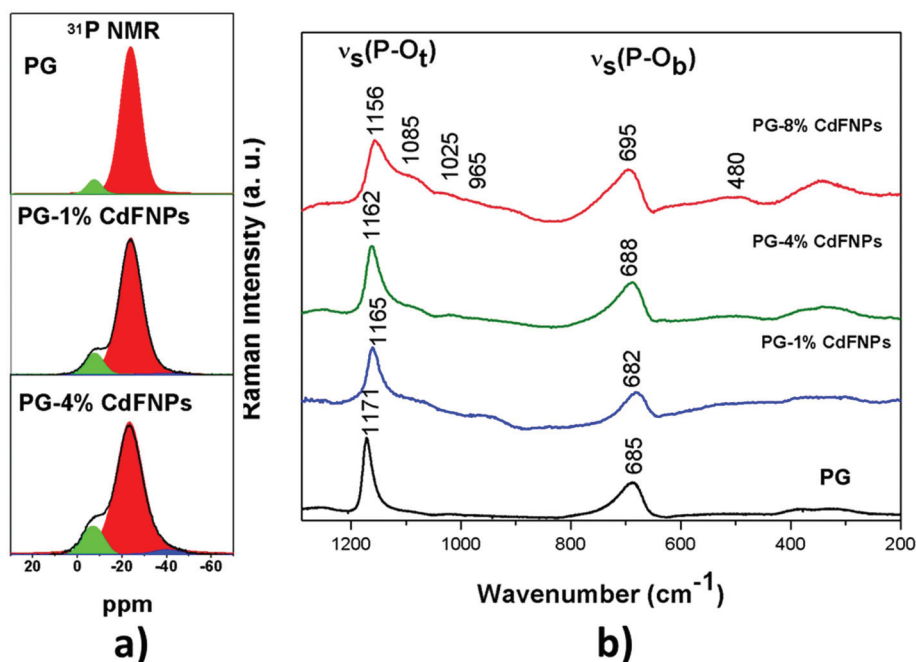 ³¹P NMR
PG
PG-1% CdFNPs
PG-4% CdFNPs
20 0 -20 -40 -60
ppm
a)
Raman Intensity (a. u.)
νs(P-Ot)
νs(P-Ob)
1156
1085
1025
965
695
480
PG-8% CdFNPs
1162
688
PG-4% CdFNPs
1165
682
PG-1% CdFNPs
1171
685
PG
1200 1000 800 600 400 200
Wavenumber (cm⁻¹)
b)